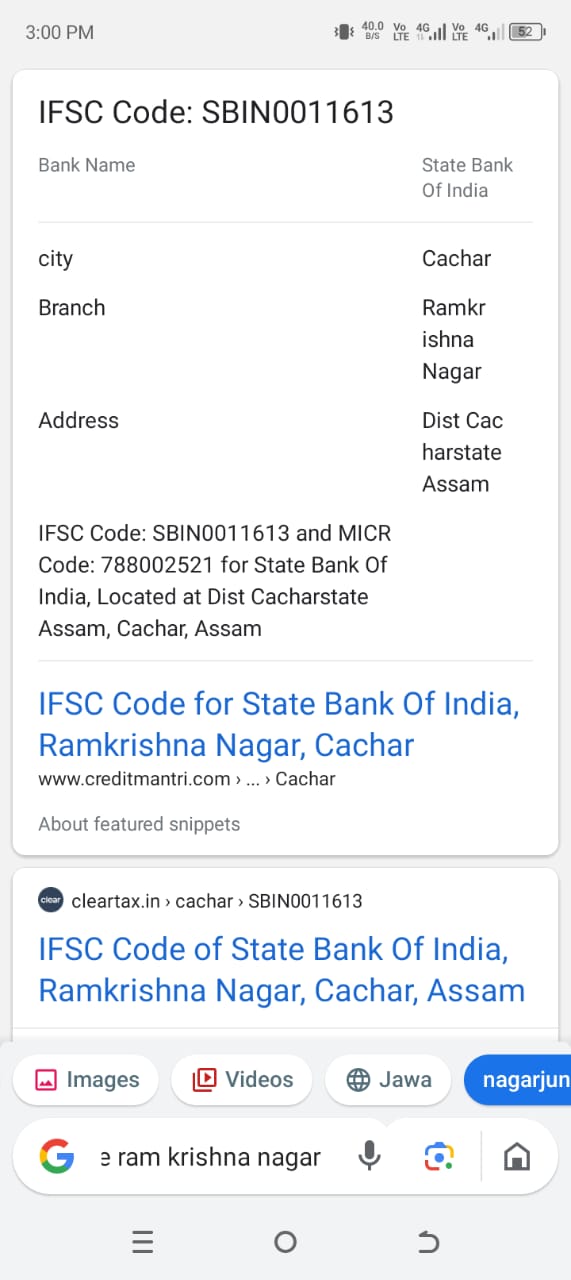 3:00 PM
40.0 B/S Vo LTE 4G Vo LTE 4G 52
IFSC Code: SBIN0011613
Bank Name
State Bank
Of India
city
Cachar
Branch
Ramkr
ishna
Nagar
Address
Dist Cac
harstate
Assam
IFSC Code: SBIN0011613 and MICR
Code: 788002521 for State Bank Of
India, Located at Dist Cacharstate
Assam, Cachar, Assam
IFSC Code for State Bank Of India,
Ramkrishna Nagar, Cachar
www.creditmantri.com › ... › Cachar
About featured snippets
clear cleartax.in › cachar › SBIN0011613
IFSC Code of State Bank Of India,
Ramkrishna Nagar, Cachar, Assam
Images Videos Jawa nagarjun
e ram krishna nagar